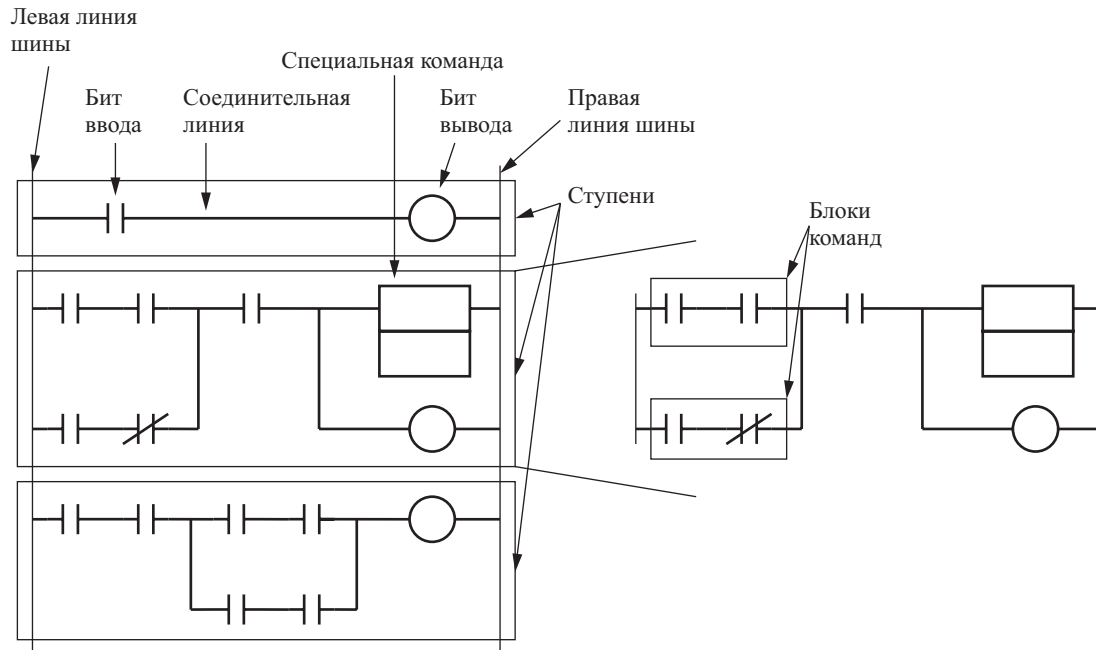 Левая линия
шины
Специальная команда
Бит
ввода
Соединительная
линия
Бит
вывода
Правая
линия шины
Ступени
Блоки
команд